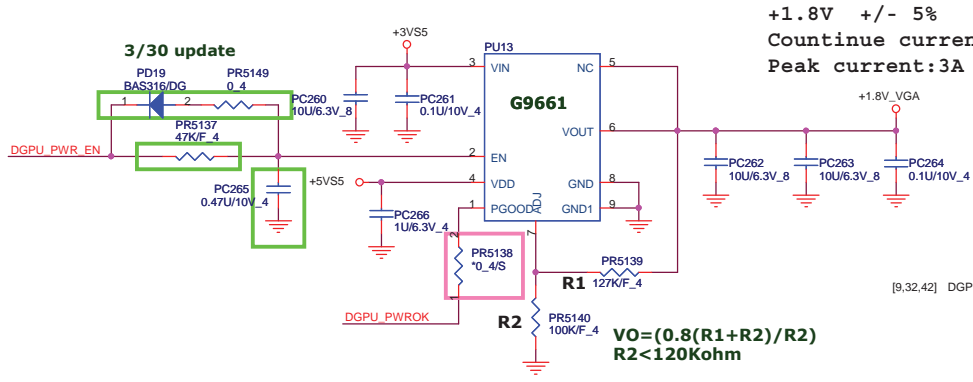 +1.8V +/- 5%
Countinue curren
Peak current:3A
3/30 update
PD19
BAS316/DG
1
2
PR5149
0_4
PR5137
47K/F_4
DGPU_PWR_EN
PC265
0.47U/10V_4
+3VS5
PC260
10U/6.3V_8
PC261
0.1U/10V_4
+5VS5
PC266
1U/6.3V_4
PU13
G9661
3
VIN
2
EN
4
VDD
1
PGOOD
ADJ
7
NC
5
VOUT
6
GND
8
GND1
9
+1.8V_VGA
PC262
10U/6.3V_8
PC263
10U/6.3V_8
PC264
0.1U/10V_4
2
PR5138
*0_4/S
1
DGPU_PWROK
R1
PR5139
127K/F_4
R2
PR5140
100K/F_4
VO=(0.8(R1+R2)/R2)
R2<120Kohm
[9,32,42] DGP